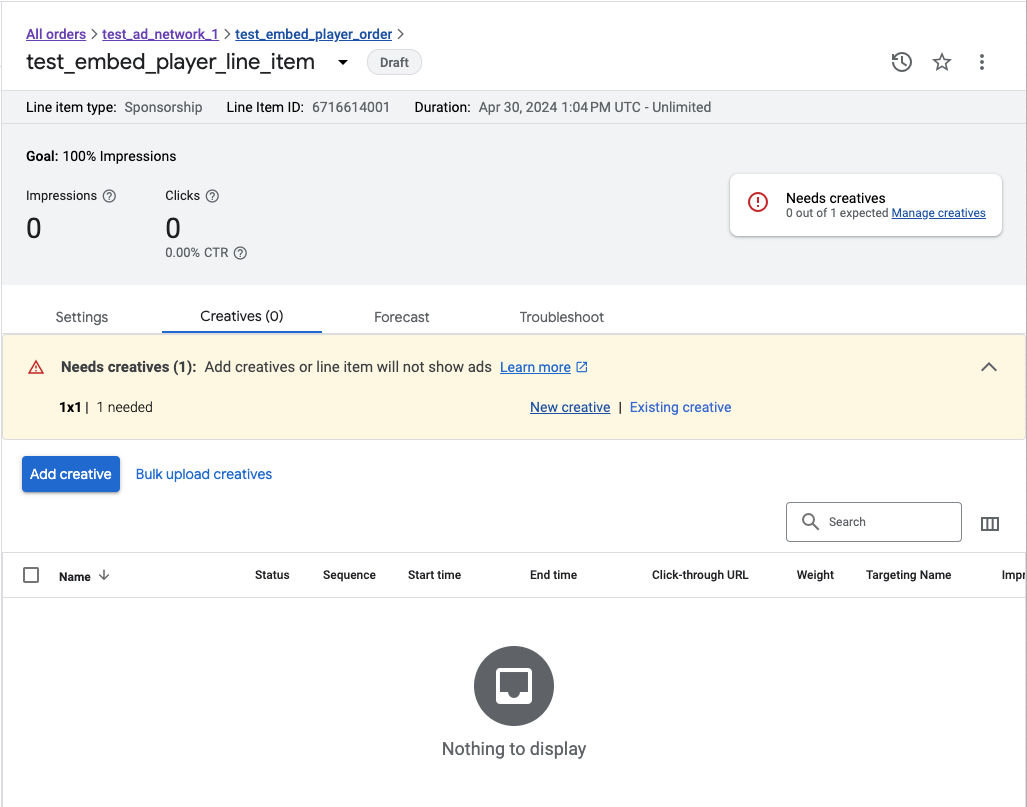 All orders > test_ad_network_1 > test_embed_player_order >
test_embed_player_line_item Draft
Line item type: Sponsorship Line Item ID: 6716614001 Duration: Apr 30, 2024 1:04 PM UTC - Unlimited
Goal: 100% Impressions
Impressions Clicks
0 0
0.00% CTR
Needs creatives
0 out of 1 expected Manage creatives
Settings Creatives (0) Forecast Troubleshoot
Needs creatives (1): Add creatives or line item will not show ads Learn more
1x1 | 1 needed New creative | Existing creative
Add creative Bulk upload creatives
Search
Name Status Sequence Start time End time Click-through URL Weight Targeting Name Impr
Nothing to display